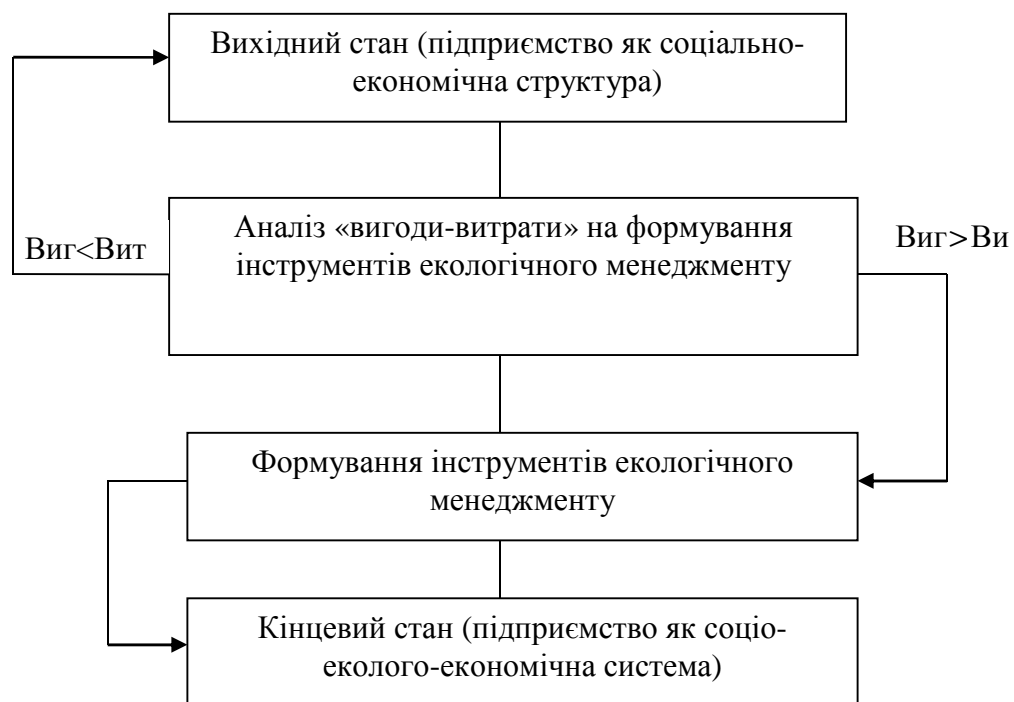 Вихідний стан (підприємство як соціально-
економічна структура)
Аналіз «вигоди-витрати» на формування
інструментів екологічного менеджменту
Виг<Вит
Виг>Ви
Формування інструментів екологічного
менеджменту
Кінцевий стан (підприємство як соціо-
еколого-економічна система)